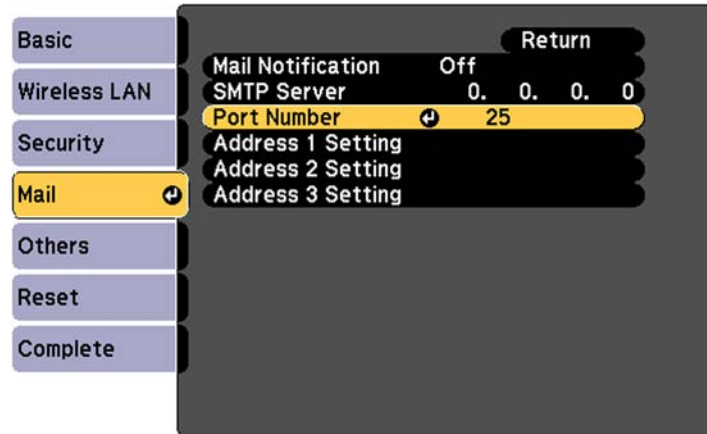 Basic
Wireless LAN
Security
Mail
Others
Reset
Complete
Return
Mail Notification Off
SMTP Server 0. 0. 0. 0
Port Number 25
Address 1 Setting
Address 2 Setting
Address 3 Setting